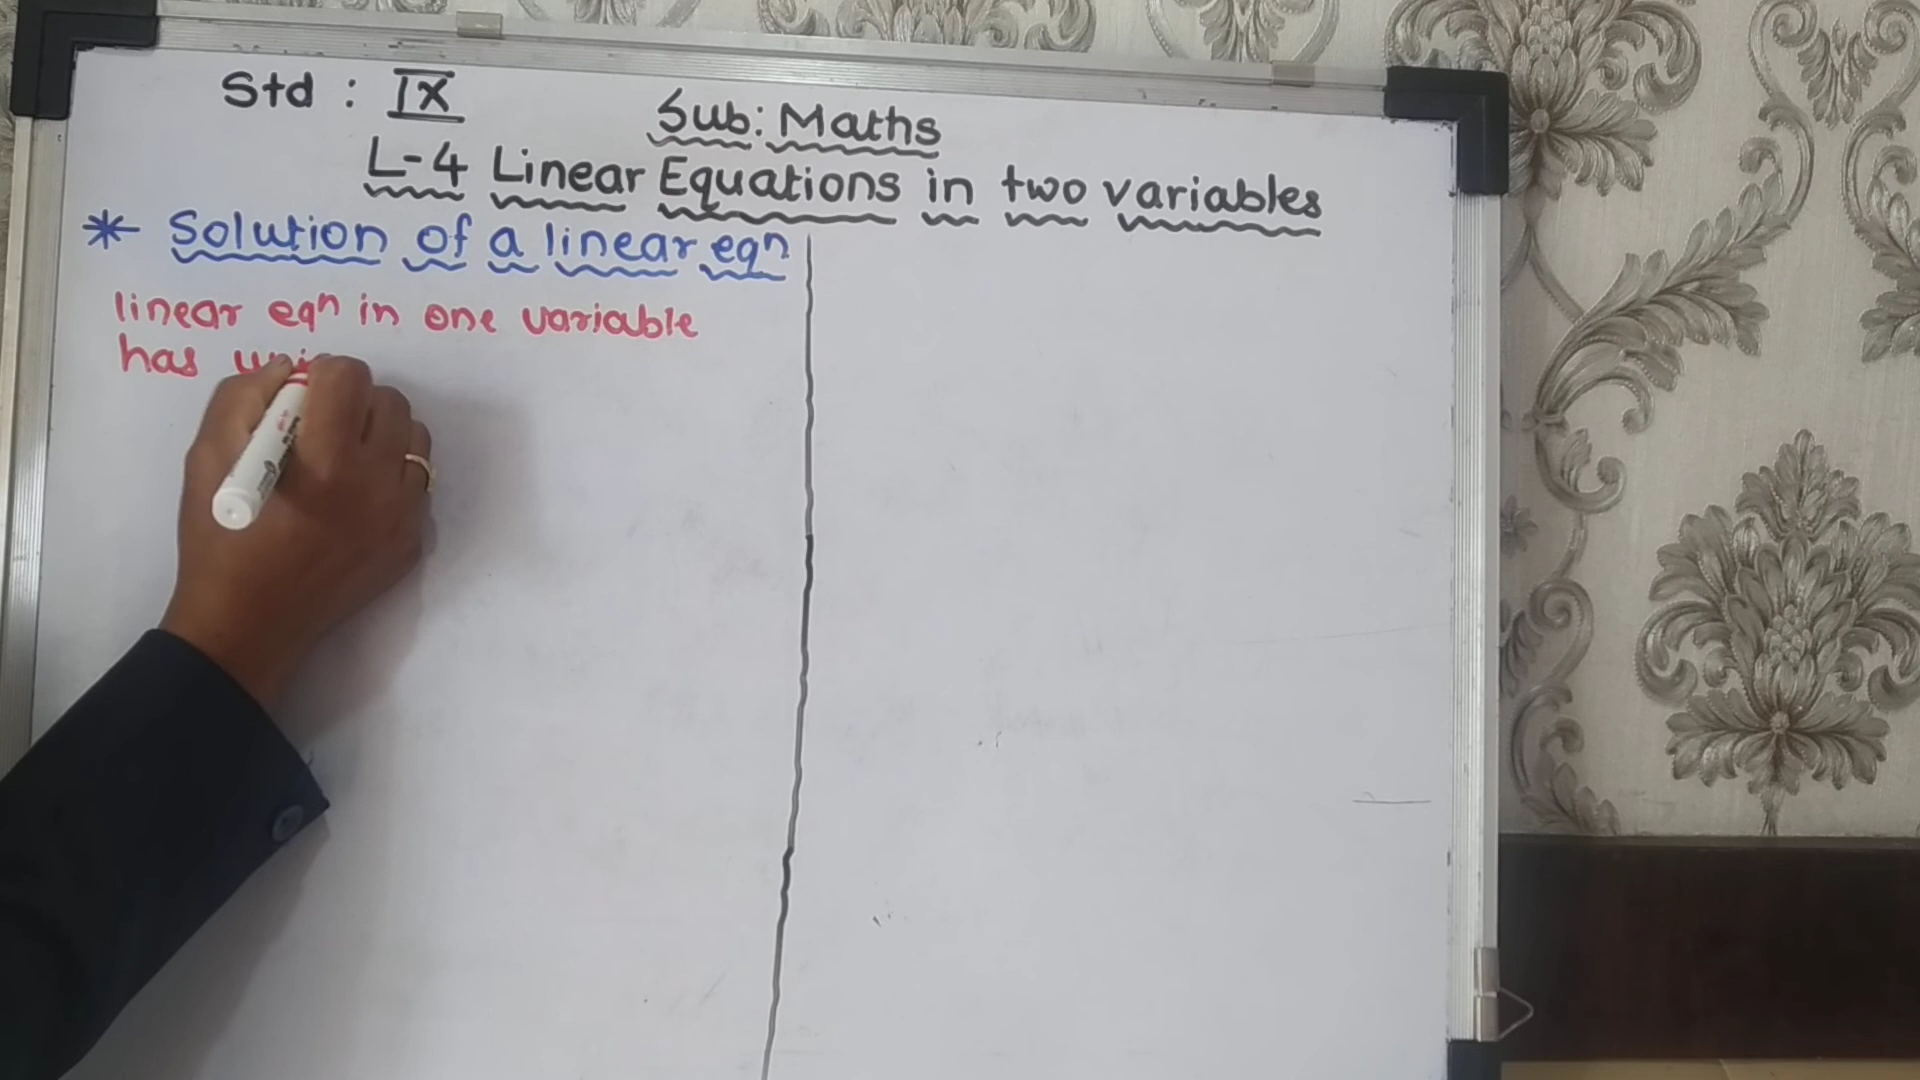 Std : IX
Sub: Maths
L-4 Linear Equations in two variables
* Solution of a linear eqn
linear eqn in one variable
has